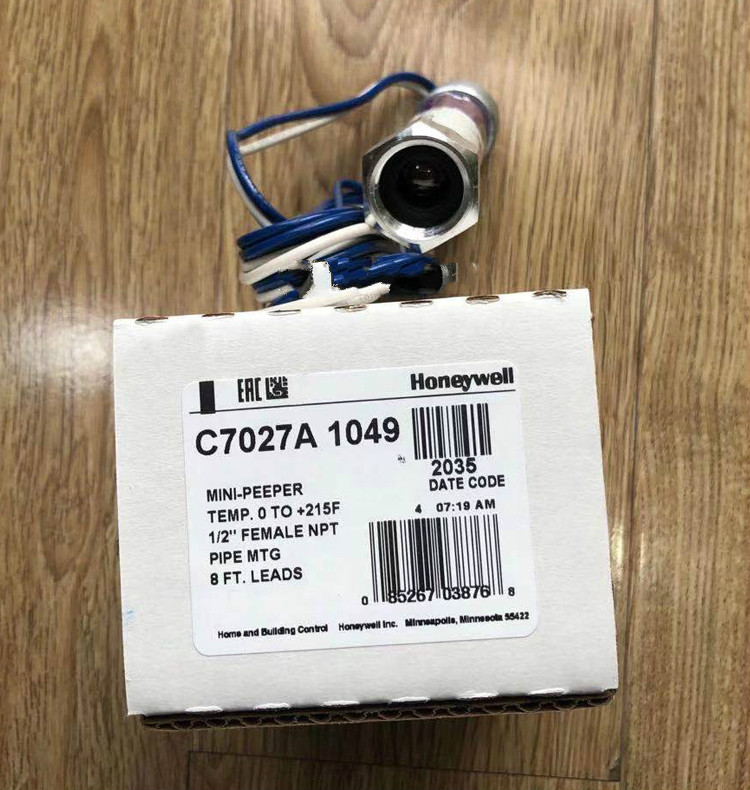 EAC
Honeywell
C7027A 1049
2035
DATE CODE
4 07:19 AM
MINI-PEEPER
TEMP. 0 TO +215F
1/2" FEMALE NPT
PIPE MTG
8 FT. LEADS
0 85267 03876 8
Home and Building Control Honeywell Inc. Minneapolis, Minnesota 55422